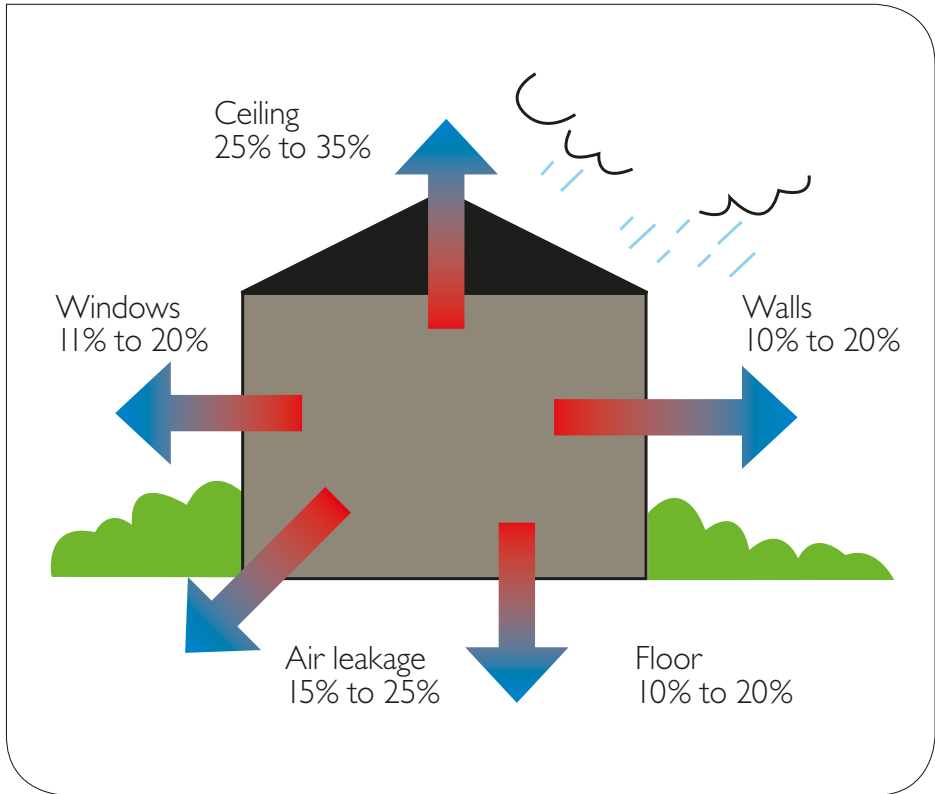 Ceiling
25% to 35%
Windows
11% to 20%
Walls
10% to 20%
Air leakage
15% to 25%
Floor
10% to 20%